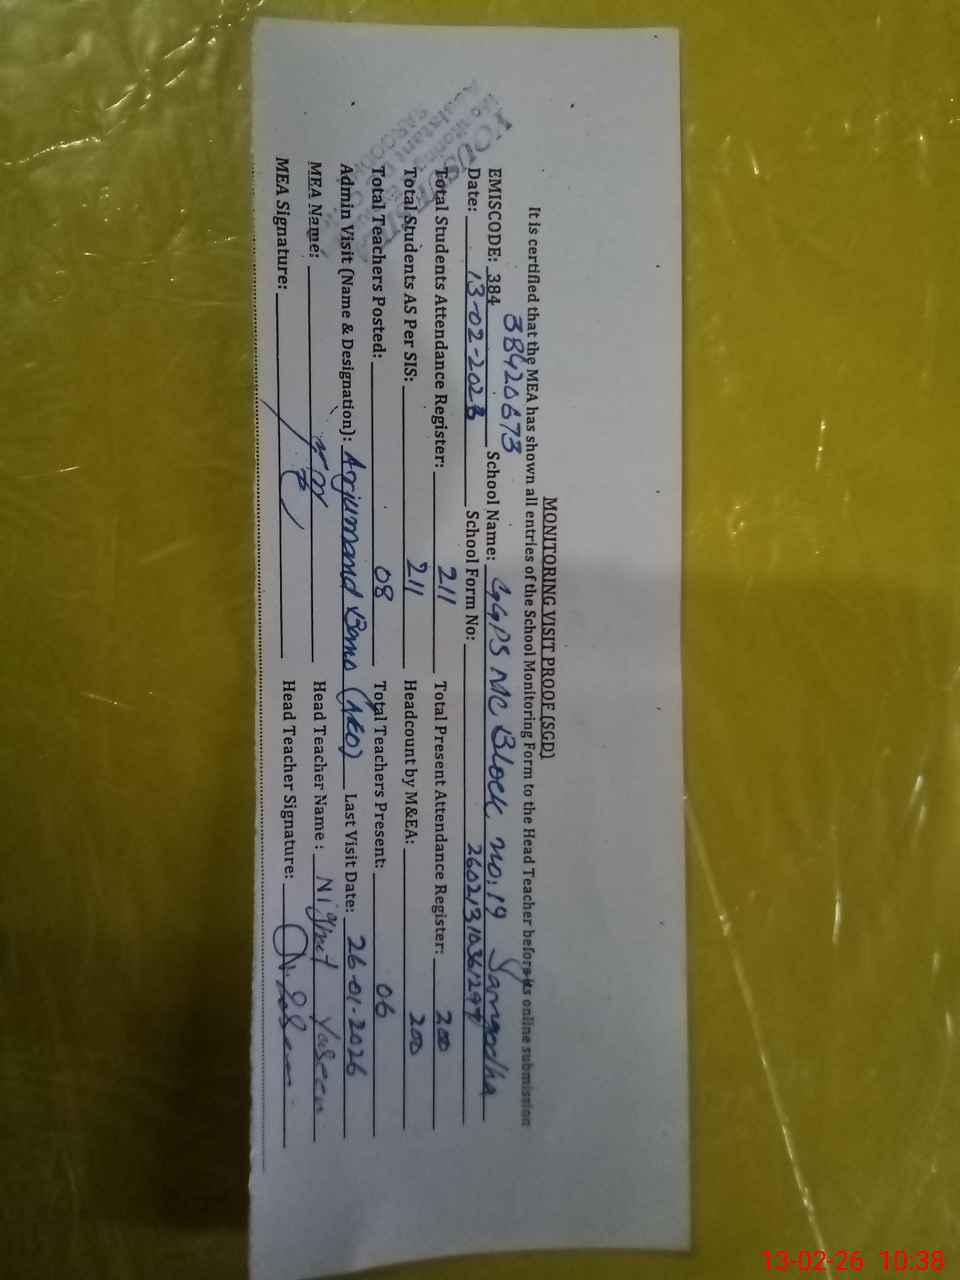 MONITORING VISIT PROOF (SGD)
It is certified that the MEA has shown all entries of the School Monitoring Form to the Head Teacher before its online submission
38420673
EMISCODE: 384 School Name: GGPS MC Block no:19 Sargodha
Date: 13-02-2026 School Form No:
Total Students Attendance Register: 211 Total Present Attendance Register: 200
Total Students AS Per SIS: 211 Headcount by M&EA: 200
Total Teachers Posted: 08 Total Teachers Present: 06
Admin Visit (Name & Designation): Arjumand Bano (AEO) Last Visit Date: 26-01-2026
MEA Name: Head Teacher Name: Nighat Yaseen
MEA Signature: Head Teacher Signature:
13-02-26 10:38